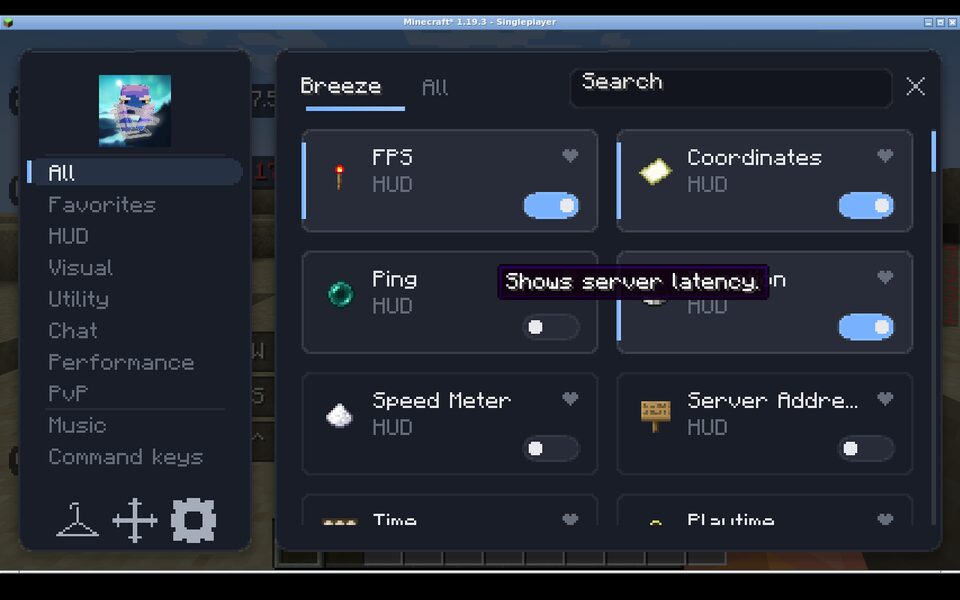 Minecraft* 1.19.3 - Singleplayer
Breeze
All
Search
All
Favorites
HUD
Visual
Utility
Chat
Performance
PvP
Music
Command keys
FPS
HUD
Coordinates
HUD
Ping
HUD
Shows server latency.
HUD
Speed Meter
HUD
Server Addre...
HUD
Time
Playtime
W
S